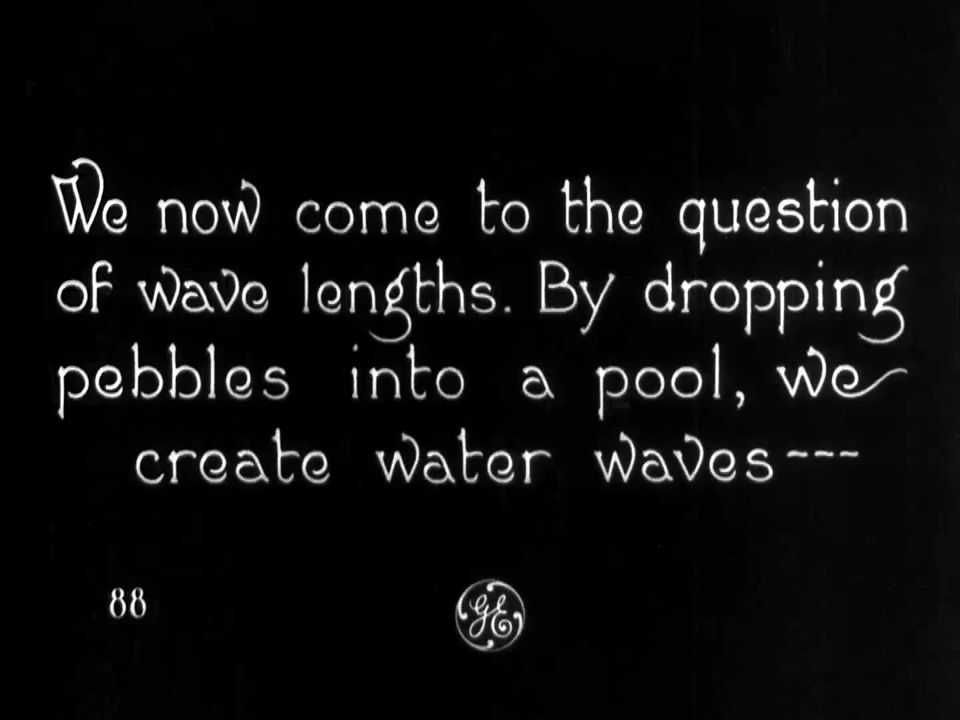 We now come to the question
of wave lengths. By dropping
pebbles into a pool, we
create water waves---
88
GE